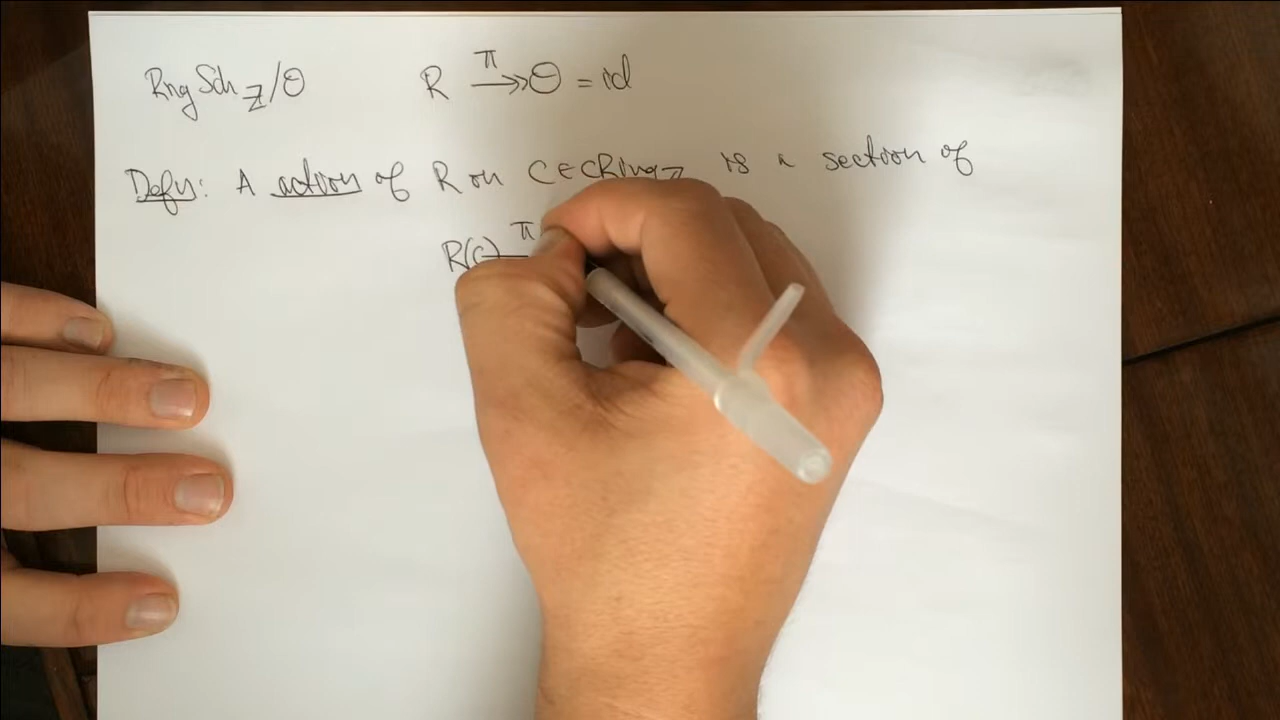 RngSch_ℤ/𝒪 R —π↠ 𝒪 = id
Defn: A action of R on C ∈ CRing_ℤ is a section of
R(C) —π